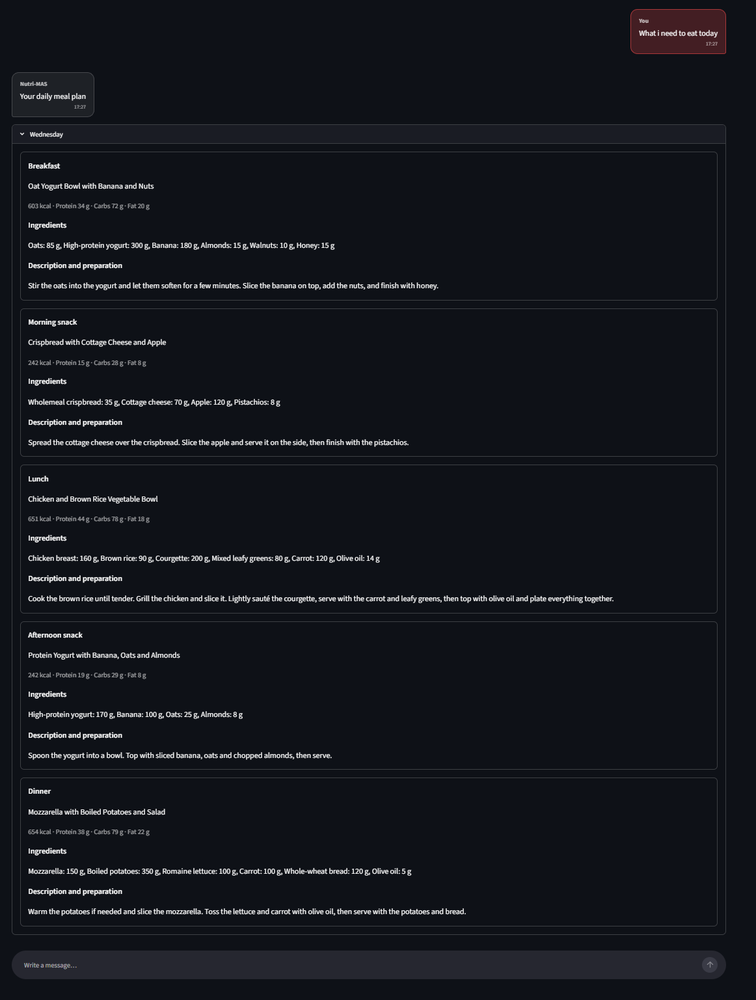 You
What i need to eat today
17:27
Nutri-MAS
Your daily meal plan
17:27
Wednesday
Breakfast
Oat Yogurt Bowl with Banana and Nuts
603 kcal · Protein 34 g · Carbs 72 g · Fat 20 g
Ingredients
Oats: 85 g, High-protein yogurt: 300 g, Banana: 180 g, Almonds: 15 g, Walnuts: 10 g, Honey: 15 g
Description and preparation
Stir the oats into the yogurt and let them soften for a few minutes. Slice the banana on top, add the nuts, and finish with honey.
Morning snack
Crispbread with Cottage Cheese and Apple
242 kcal · Protein 15 g · Carbs 28 g · Fat 8 g
Ingredients
Wholemeal crispbread: 35 g, Cottage cheese: 70 g, Apple: 120 g, Pistachios: 8 g
Description and preparation
Spread the cottage cheese over the crispbread. Slice the apple and serve it on the side, then finish with the pistachios.
Lunch
Chicken and Brown Rice Vegetable Bowl
651 kcal · Protein 44 g · Carbs 78 g · Fat 18 g
Ingredients
Chicken breast: 160 g, Brown rice: 90 g, Courgette: 200 g, Mixed leafy greens: 80 g, Carrot: 120 g, Olive oil: 14 g
Description and preparation
Cook the brown rice until tender. Grill the chicken and slice it. Lightly sauté the courgette, serve with the carrot and leafy greens, then top with olive oil and plate everything together.
Afternoon snack
Protein Yogurt with Banana, Oats and Almonds
242 kcal · Protein 19 g · Carbs 29 g · Fat 8 g
Ingredients
High-protein yogurt: 170 g, Banana: 100 g, Oats: 25 g, Almonds: 8 g
Description and preparation
Spoon the yogurt into a bowl. Top with sliced banana, oats and chopped almonds, then serve.
Dinner
Mozzarella with Boiled Potatoes and Salad
654 kcal · Protein 38 g · Carbs 79 g · Fat 22 g
Ingredients
Mozzarella: 150 g, Boiled potatoes: 350 g, Romaine lettuce: 100 g, Carrot: 100 g, Whole-wheat bread: 120 g, Olive oil: 5 g
Description and preparation
Warm the potatoes if needed and slice the mozzarella. Toss the lettuce and carrot with olive oil, then serve with the potatoes and bread.
Write a message...